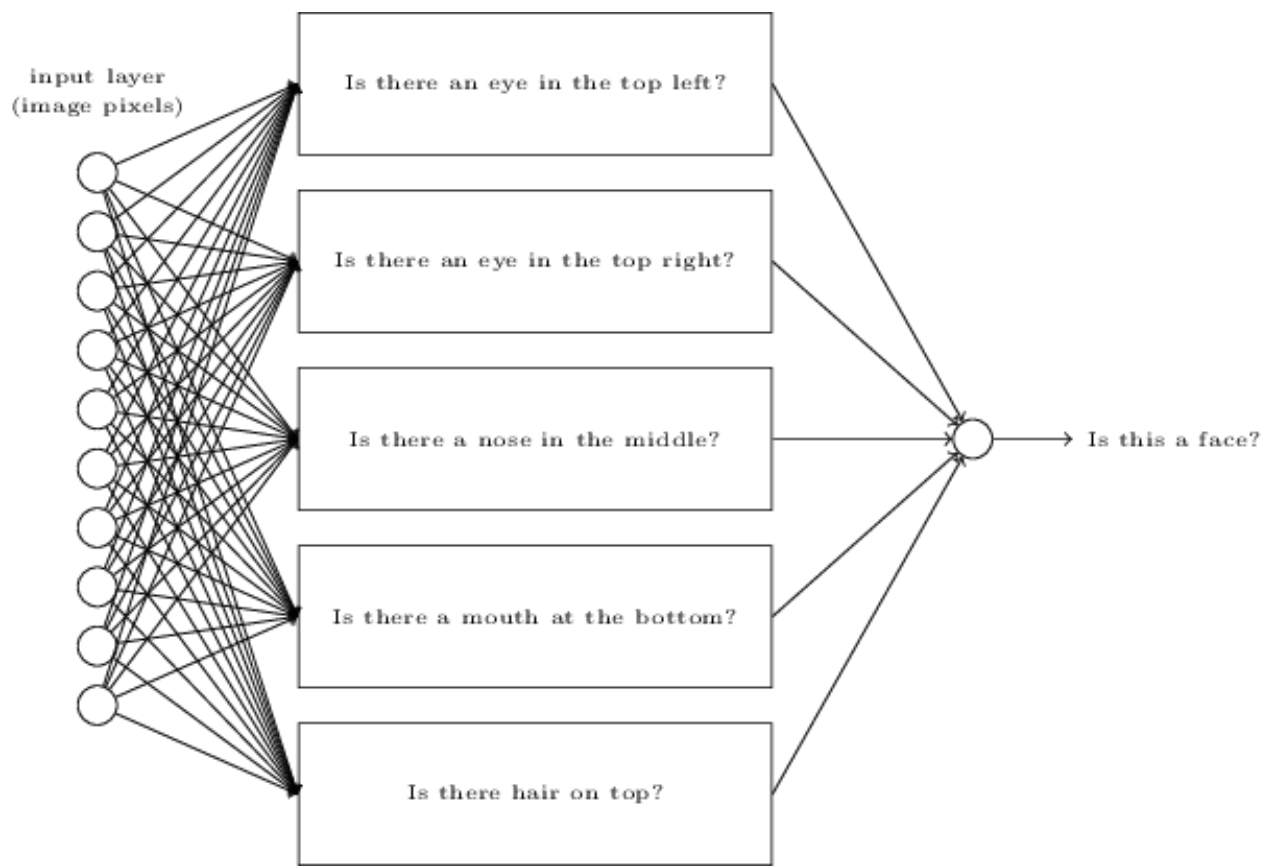 input layer
(image pixels)
Is there an eye in the top left?
Is there an eye in the top right?
Is there a nose in the middle?
Is this a face?
Is there a mouth at the bottom?
Is there hair on top?